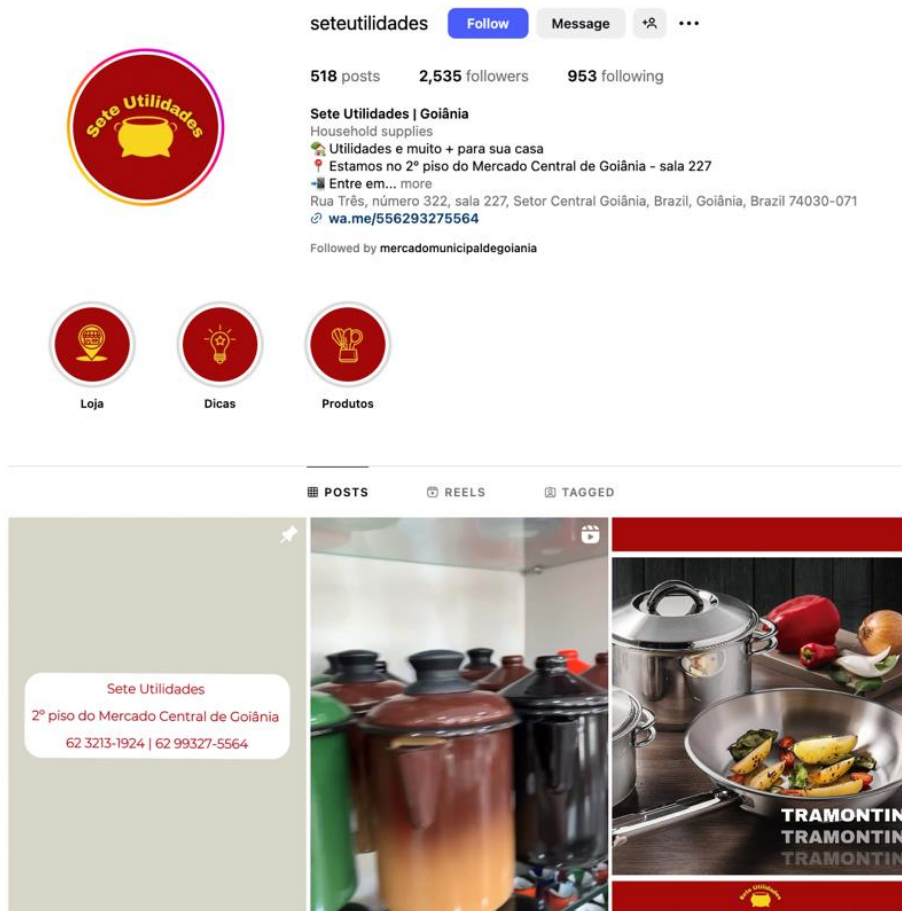 seteutilidades Follow Message
518 posts 2,535 followers 953 following
Sete Utilidades
Sete Utilidades | Goiânia
Household supplies
Utilidades e muito + para sua casa
Estamos no 2º piso do Mercado Central de Goiânia - sala 227
Entre em... more
Rua Três, número 322, sala 227, Setor Central Goiânia, Brazil, Goiânia, Brazil 74030-071
wa.me/556293275564
Followed by mercadomunicipaldegoiania
Loja Dicas Produtos
POSTS REELS TAGGED
Sete Utilidades
2º piso do Mercado Central de Goiânia
62 3213-1924 | 62 99327-5564
TRAMONTIN
TRAMONTIN
TRAMONTIN
Sete Utilidades